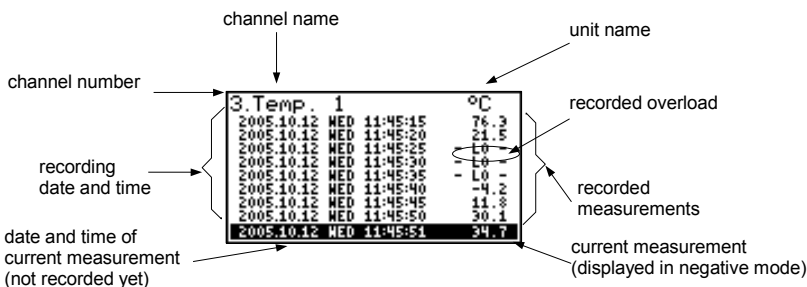 channel name
unit name
channel number
recorded overload
3.Temp. 1 °C
2005.10.12 WED 11:45:15 76.3
2005.10.12 WED 11:45:20 21.5
2005.10.12 WED 11:45:25 - LO -
2005.10.12 WED 11:45:30 - LO -
2005.10.12 WED 11:45:35 - LO -
2005.10.12 WED 11:45:40 -4.2
2005.10.12 WED 11:45:45 11.8
2005.10.12 WED 11:45:50 30.1
2005.10.12 WED 11:45:51 34.7
recording
date and time
recorded
measurements
date and time of
current measurement
(not recorded yet)
current measurement
(displayed in negative mode)